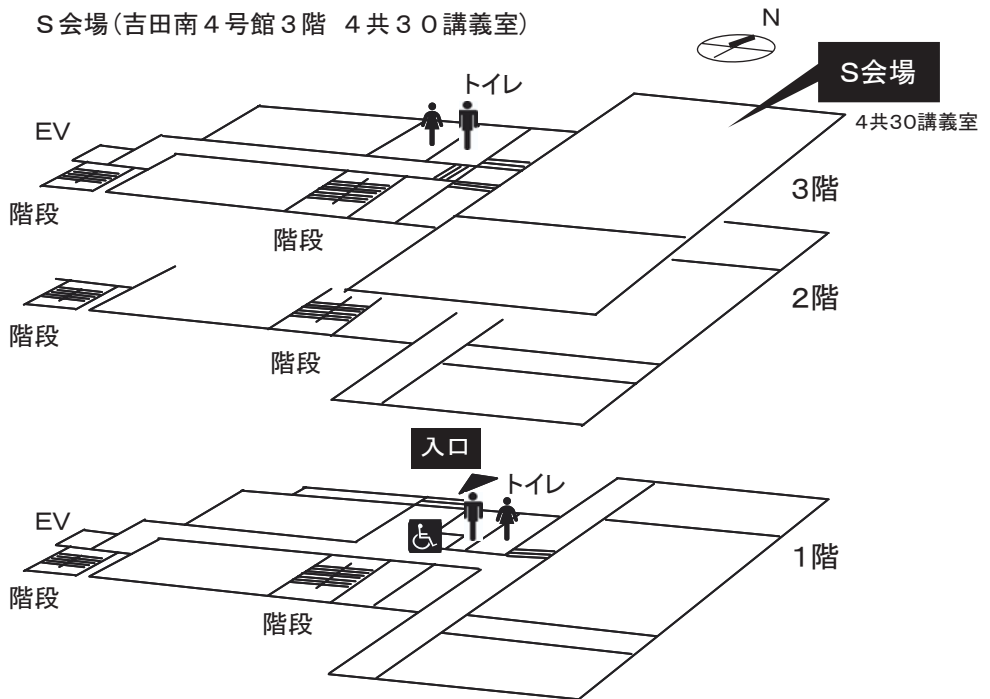 S会場(吉田南４号館３階 ４共３０講義室)
N
S会場
4共30講義室
トイレ
EV
階段
階段
3階
階段
階段
2階
入口
トイレ
EV
階段
階段
1階